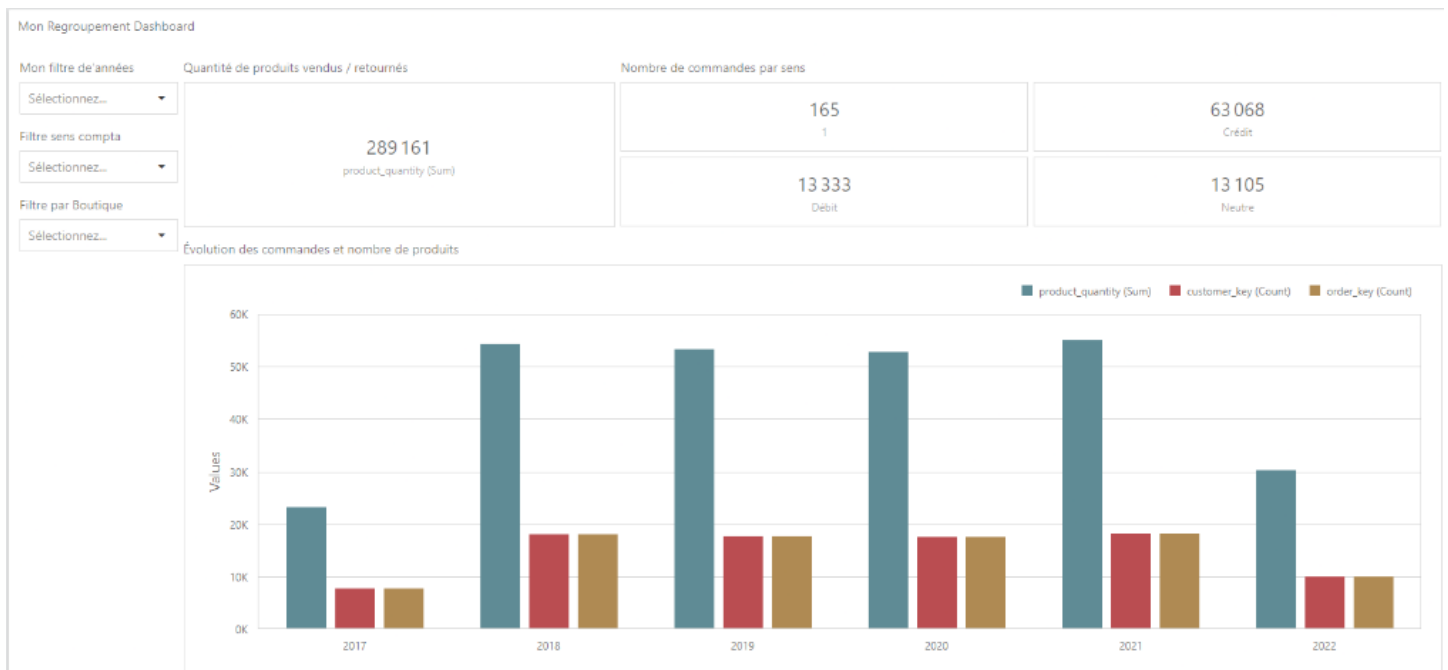 Mon Regroupement Dashboard
Mon filtre de'années
Sélectionnez...
Filtre sens compta
Sélectionnez...
Filtre par Boutique
Sélectionnez...
Quantité de produits vendus / retournés
289 161
product_quantity (Sum)
Nombre de commandes par sens
165
1
63 068
Crédit
13 333
Débit
13 105
Neutre
Évolution des commandes et nombre de produits
product_quantity (Sum) customer_key (Count) order_key (Count)
60K
50K
40K
30K
20K
10K
0K
Values
2017 2018 2019 2020 2021 2022